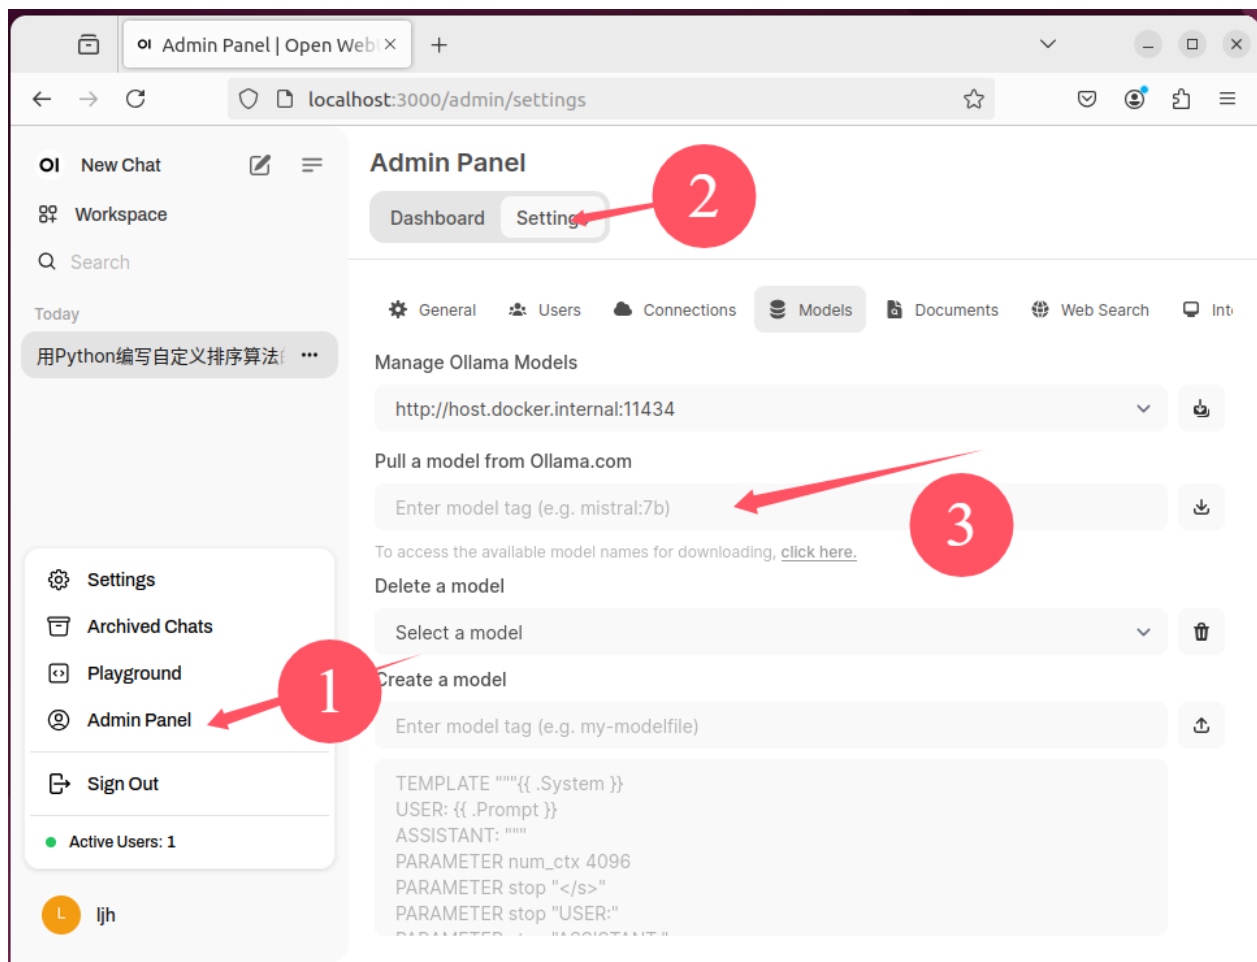 OI Admin Panel | Open Web
localhost:3000/admin/settings
OI New Chat
Workspace
Search
Today
用Python编写自定义排序算法
Settings
Archived Chats
Playground
Admin Panel
Sign Out
Active Users: 1
L ljh
Admin Panel
Dashboard Setting
General Users Connections Models Documents Web Search Int
Manage Ollama Models
http://host.docker.internal:11434
Pull a model from Ollama.com
Enter model tag (e.g. mistral:7b)
To access the available model names for downloading, click here.
Delete a model
Select a model
Create a model
Enter model tag (e.g. my-modelfile)
TEMPLATE """{{ .System }}
USER: {{ .Prompt }}
ASSISTANT: """
PARAMETER num_ctx 4096
PARAMETER stop "</s>"
PARAMETER stop "USER:"
PARAMETER stop "ASSISTANT:"
1
2
3